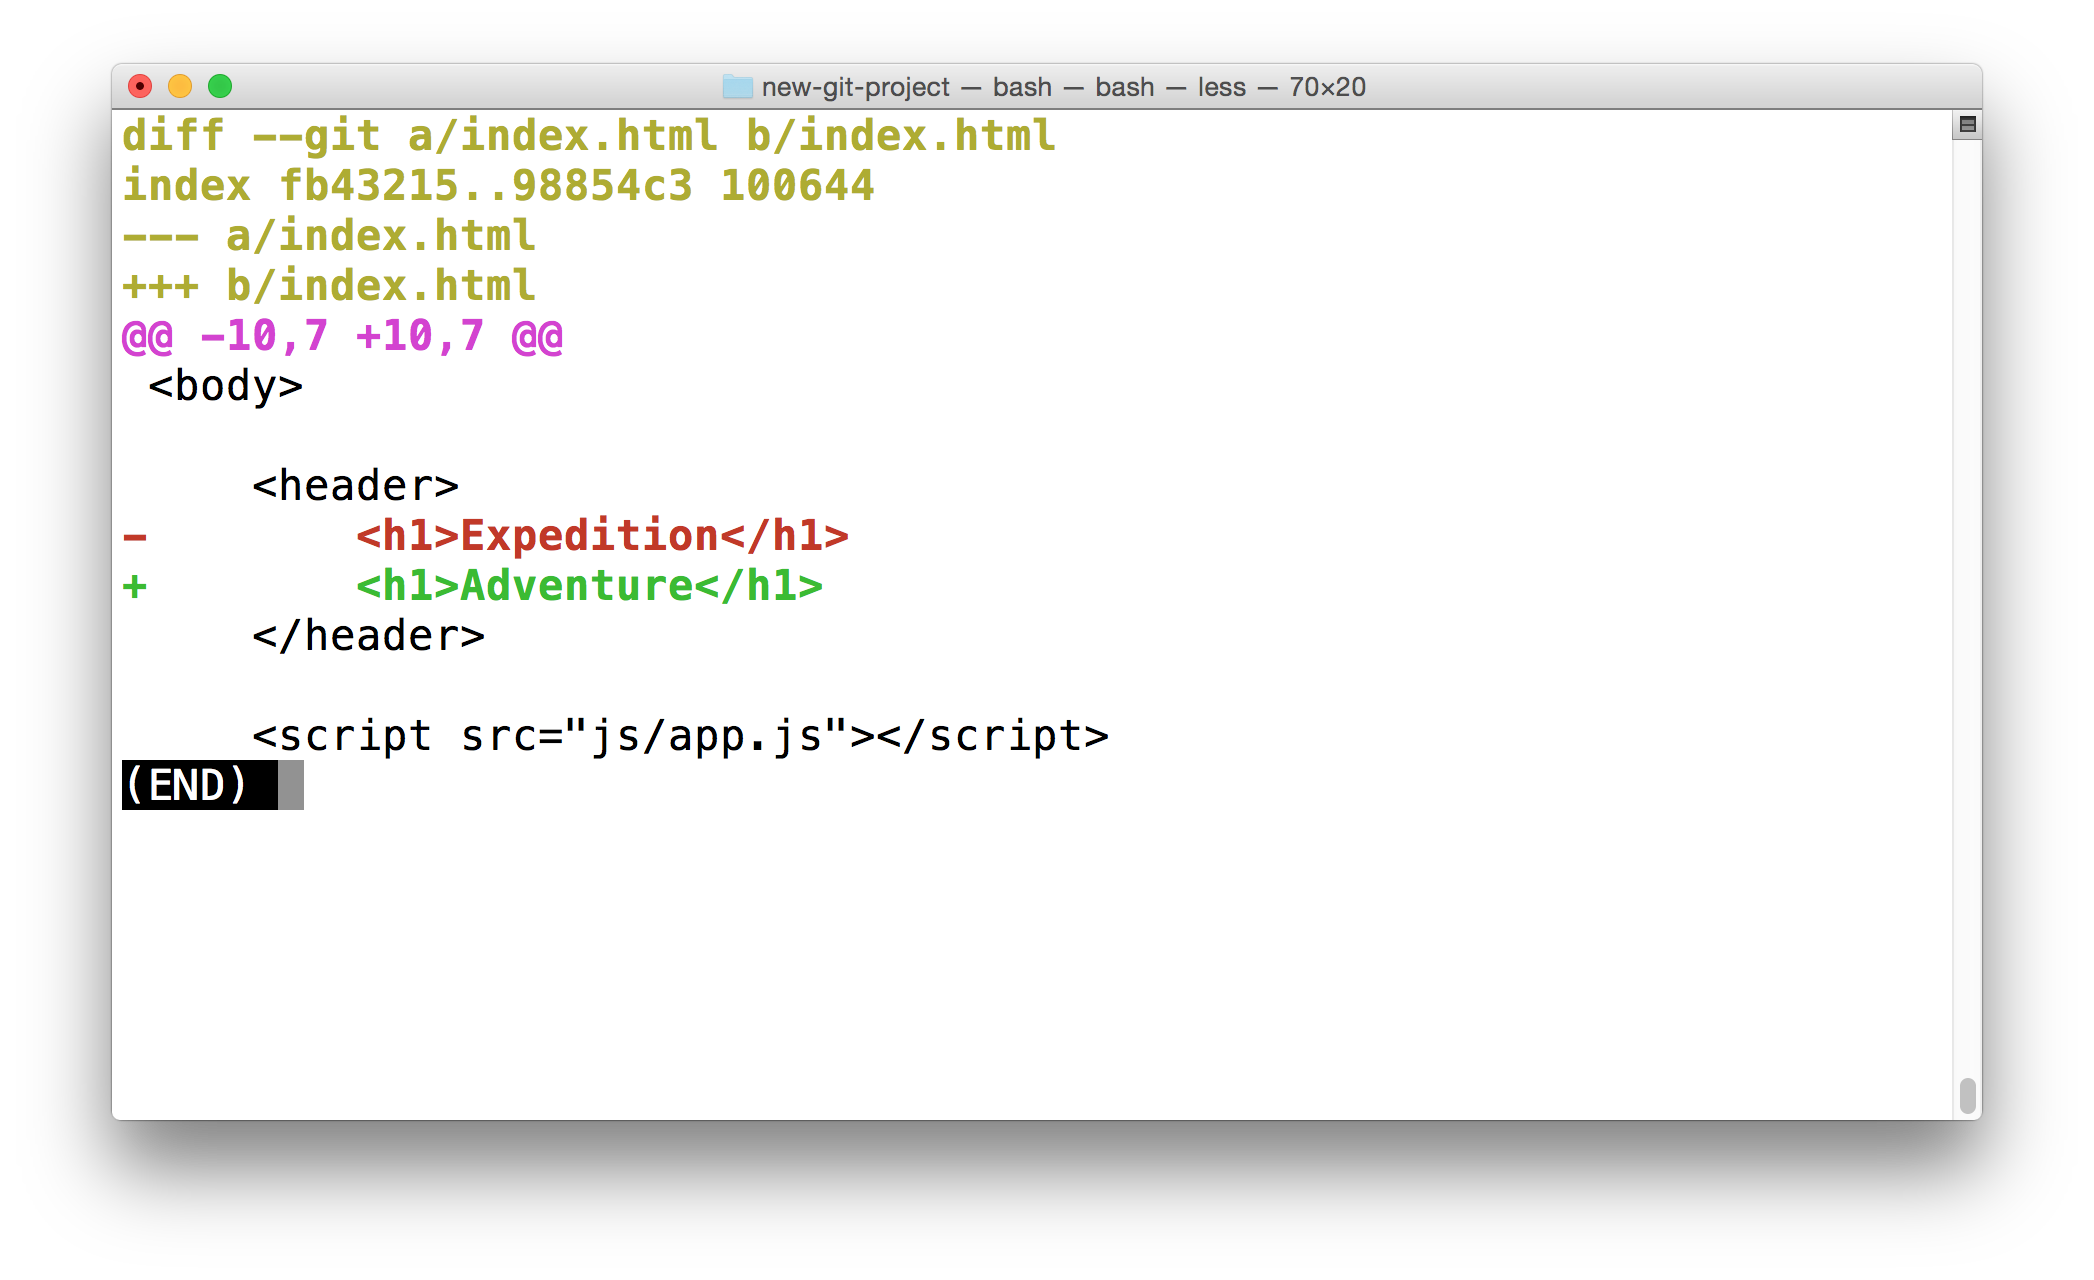 new-git-project — bash — bash — less — 70×20
diff --git a/index.html b/index.html
index fb43215..98854c3 100644
--- a/index.html
+++ b/index.html
@@ -10,7 +10,7 @@
 <body>

     <header>
-        <h1>Expedition</h1>
+        <h1>Adventure</h1>
     </header>

     <script src="js/app.js"></script>
(END)